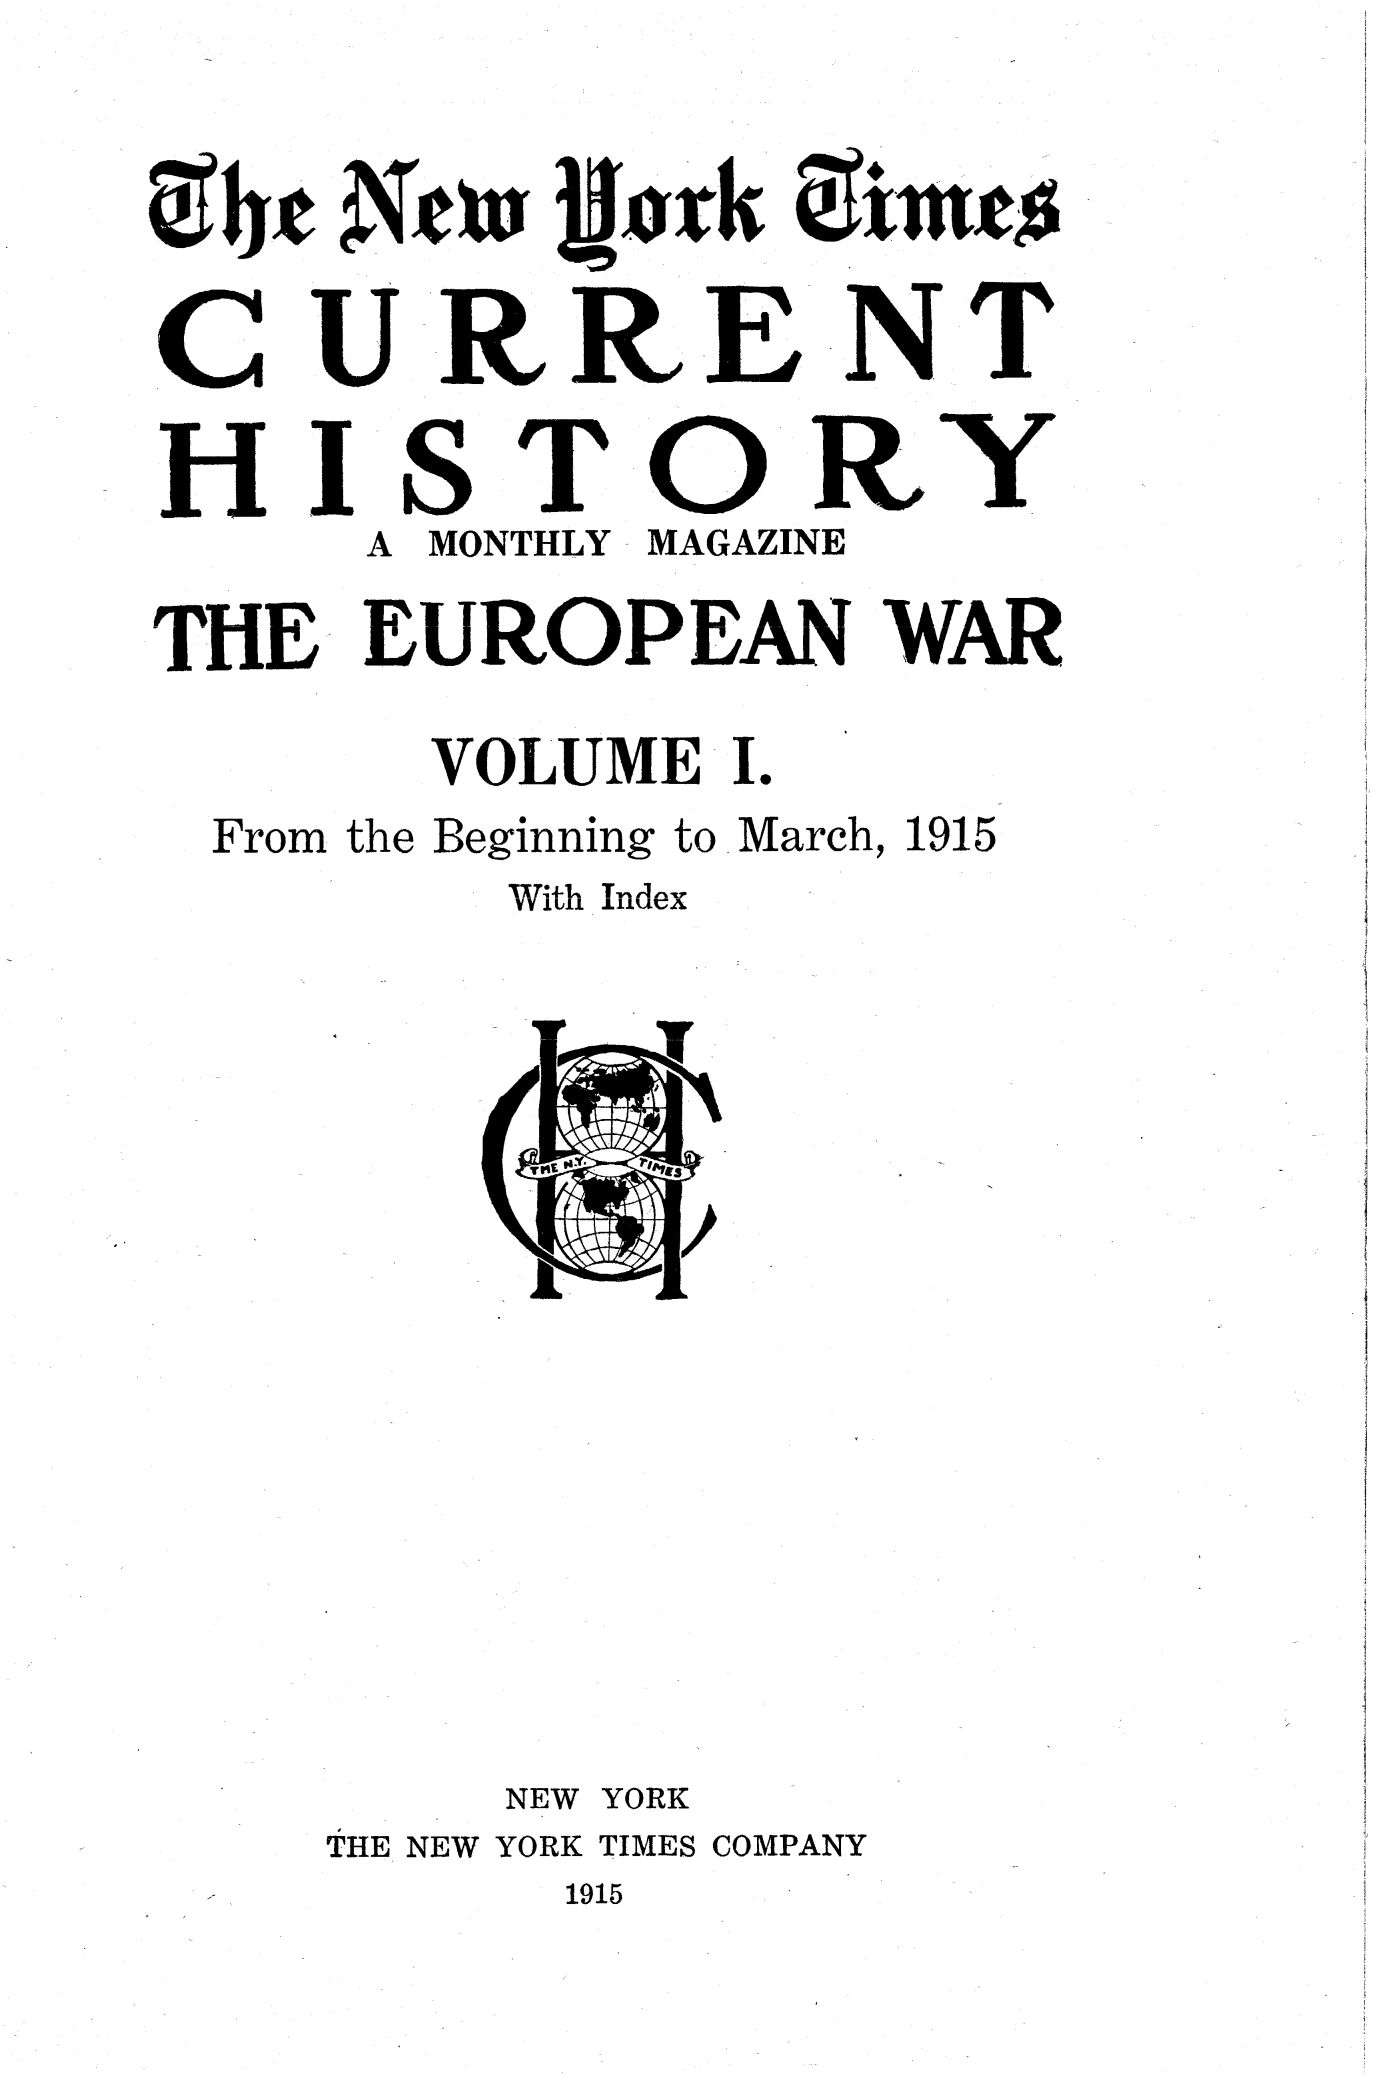 The New York Times
CURRENT
HISTORY
A MONTHLY MAGAZINE
THE EUROPEAN WAR
VOLUME I.
From the Beginning to March, 1915
With Index
CH
THE N.Y. TIMES
NEW YORK
THE NEW YORK TIMES COMPANY
1915